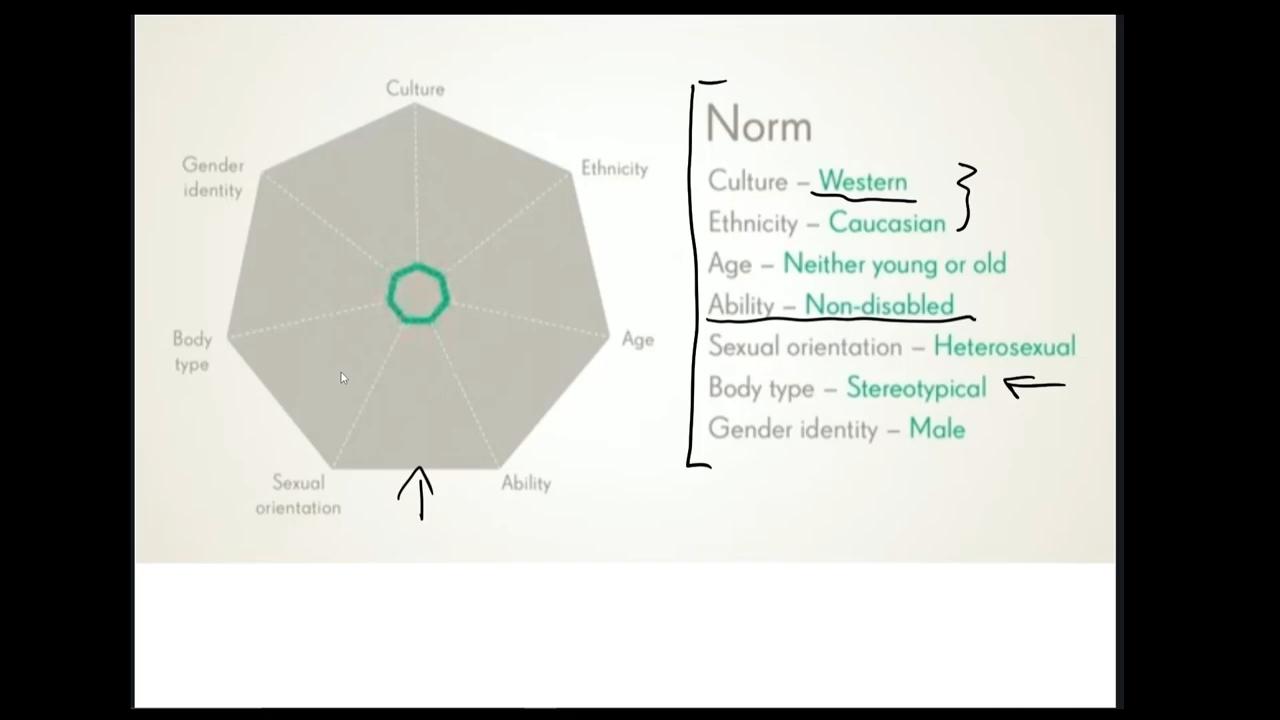 Culture
Gender
identity
Ethnicity
Body
type
Age
Sexual
orientation
Ability
Norm
Culture – Western
Ethnicity – Caucasian
Age – Neither young or old
Ability – Non-disabled
Sexual orientation – Heterosexual
Body type – Stereotypical
Gender identity – Male